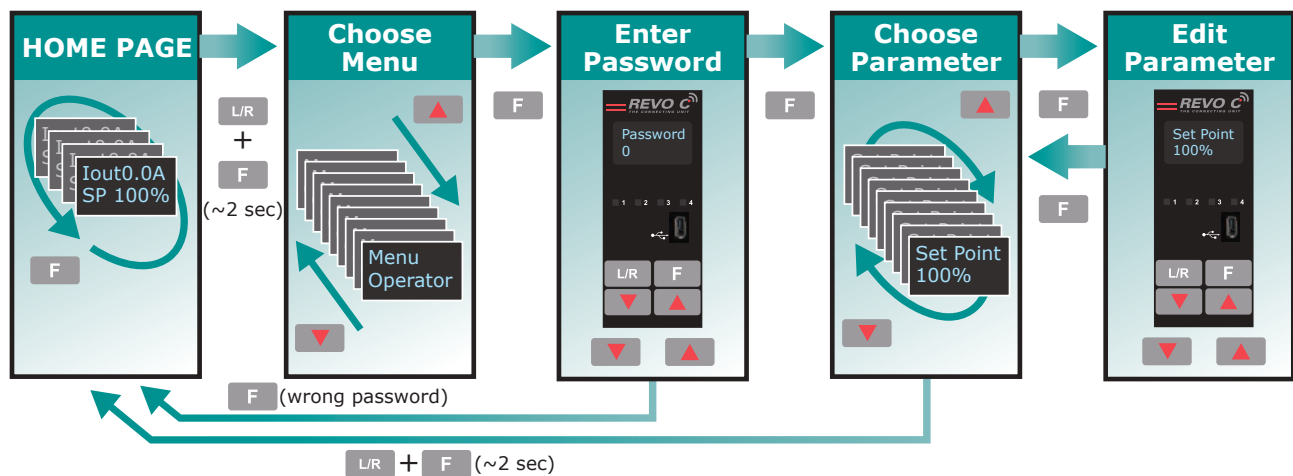 HOME PAGE
Iout0.0A
SP 100%
F
L/R
+
F
(~2 sec)
Choose
Menu
Menu
Operator
F
Enter
Password
REVO C
THE CONNECTING UNIT
Password
0
1 2 3 4
L/R F
F
Choose
Parameter
Set Point
100%
F
F
Edit
Parameter
REVO C
THE CONNECTING UNIT
Set Point
100%
1 2 3 4
L/R F
F (wrong password)
L/R + F (~2 sec)